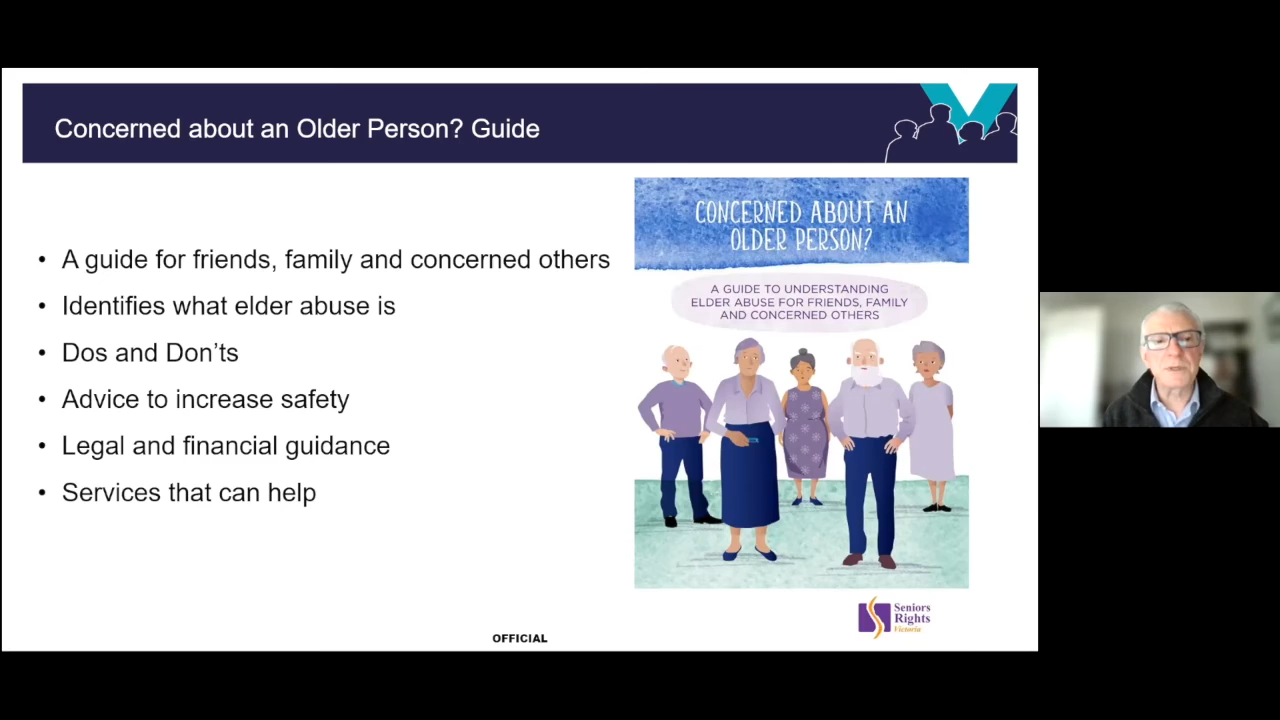 Concerned about an Older Person? Guide
• A guide for friends, family and concerned others
• Identifies what elder abuse is
• Dos and Don’ts
• Advice to increase safety
• Legal and financial guidance
• Services that can help
CONCERNED ABOUT AN
OLDER PERSON?
A GUIDE TO UNDERSTANDING
ELDER ABUSE FOR FRIENDS, FAMILY
AND CONCERNED OTHERS
Seniors
Rights
Victoria
OFFICIAL